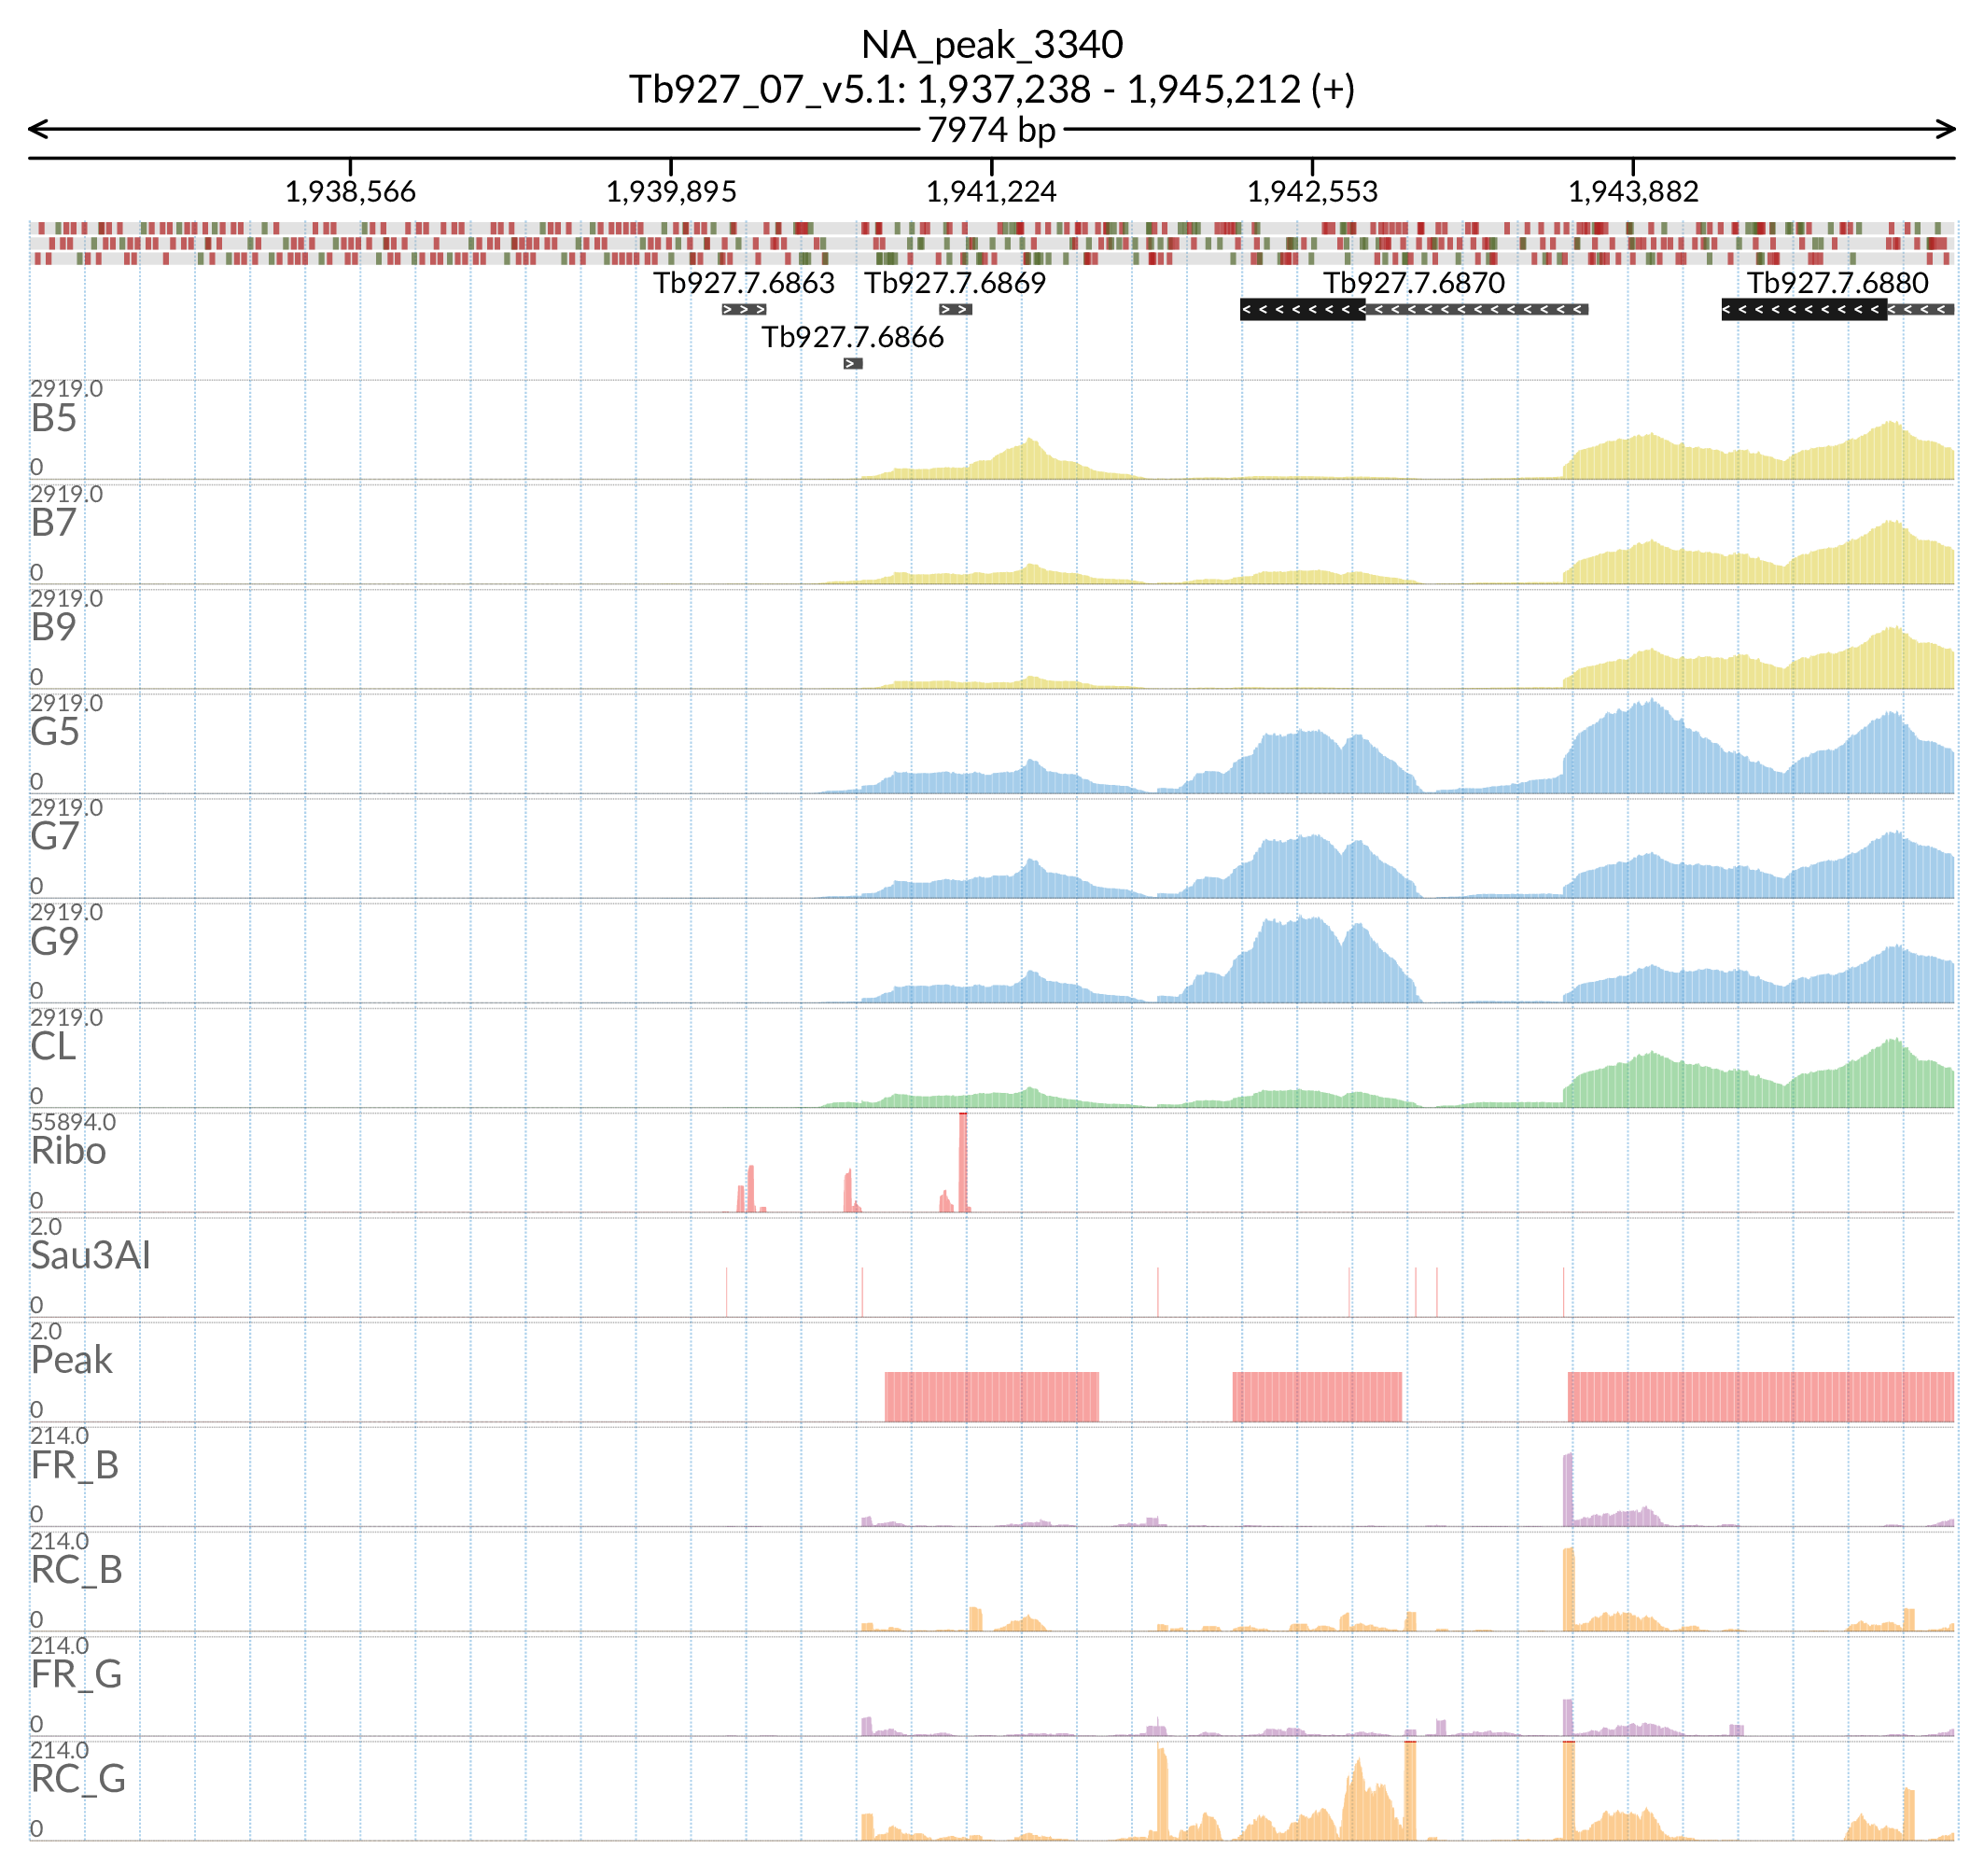 NA_peak_3340
Tb927_07_v5.1: 1,937,238 - 1,945,212 (+)
7974 bp
1,938,566 1,939,895 1,941,224 1,942,553 1,943,882
Tb927.7.6863 Tb927.7.6869 Tb927.7.6870 Tb927.7.6880
Tb927.7.6866
2919.0
B5
0
2919.0
B7
0
2919.0
B9
0
2919.0
G5
0
2919.0
G7
0
2919.0
G9
0
2919.0
CL
0
55894.0
Ribo
0
2.0
Sau3AI
0
2.0
Peak
0
214.0
FR_B
0
214.0
RC_B
0
214.0
FR_G
0
214.0
RC_G
0